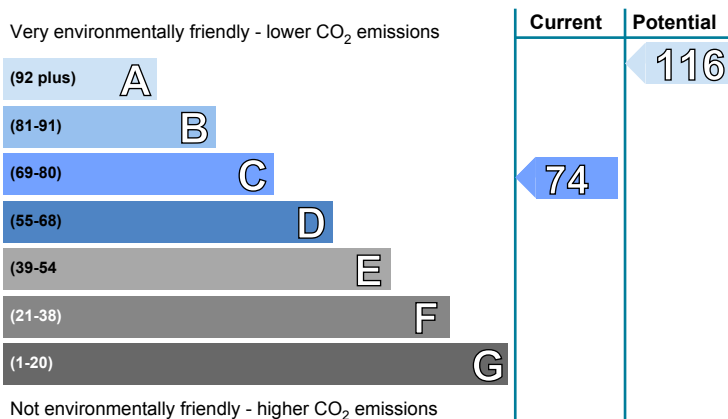 Current Potential
Very environmentally friendly - lower CO2 emissions
116
(92 plus) A
(81-91) B
(69-80) C 74
(55-68) D
(39-54 E
(21-38) F
(1-20) G
Not environmentally friendly - higher CO2 emissions